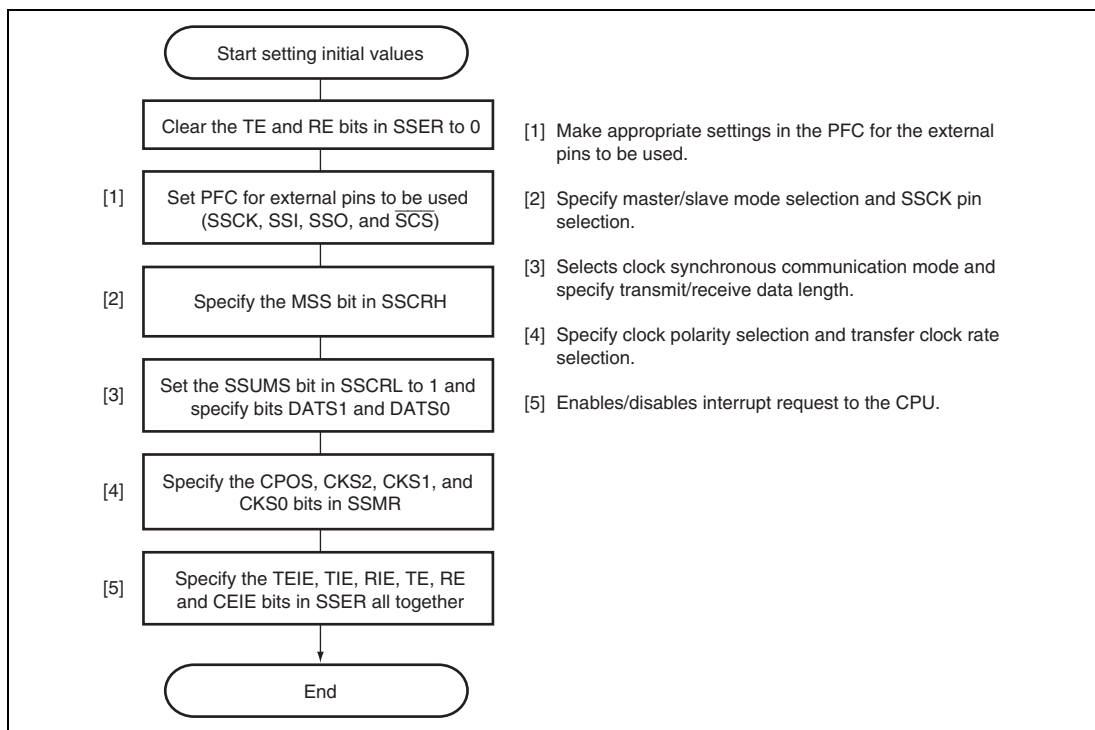 Start setting initial values
Clear the TE and RE bits in SSER to 0
[1]
Set PFC for external pins to be used
(SSCK, SSI, SSO, and SCS)
[2]
Specify the MSS bit in SSCRH
[3]
Set the SSUMS bit in SSCRL to 1 and
specify bits DATS1 and DATS0
[4]
Specify the CPOS, CKS2, CKS1, and
CKS0 bits in SSMR
[5]
Specify the TEIE, TIE, RIE, TE, RE
and CEIE bits in SSER all together
End
[1] Make appropriate settings in the PFC for the external
pins to be used.
[2] Specify master/slave mode selection and SSCK pin
selection.
[3] Selects clock synchronous communication mode and
specify transmit/receive data length.
[4] Specify clock polarity selection and transfer clock rate
selection.
[5] Enables/disables interrupt request to the CPU.